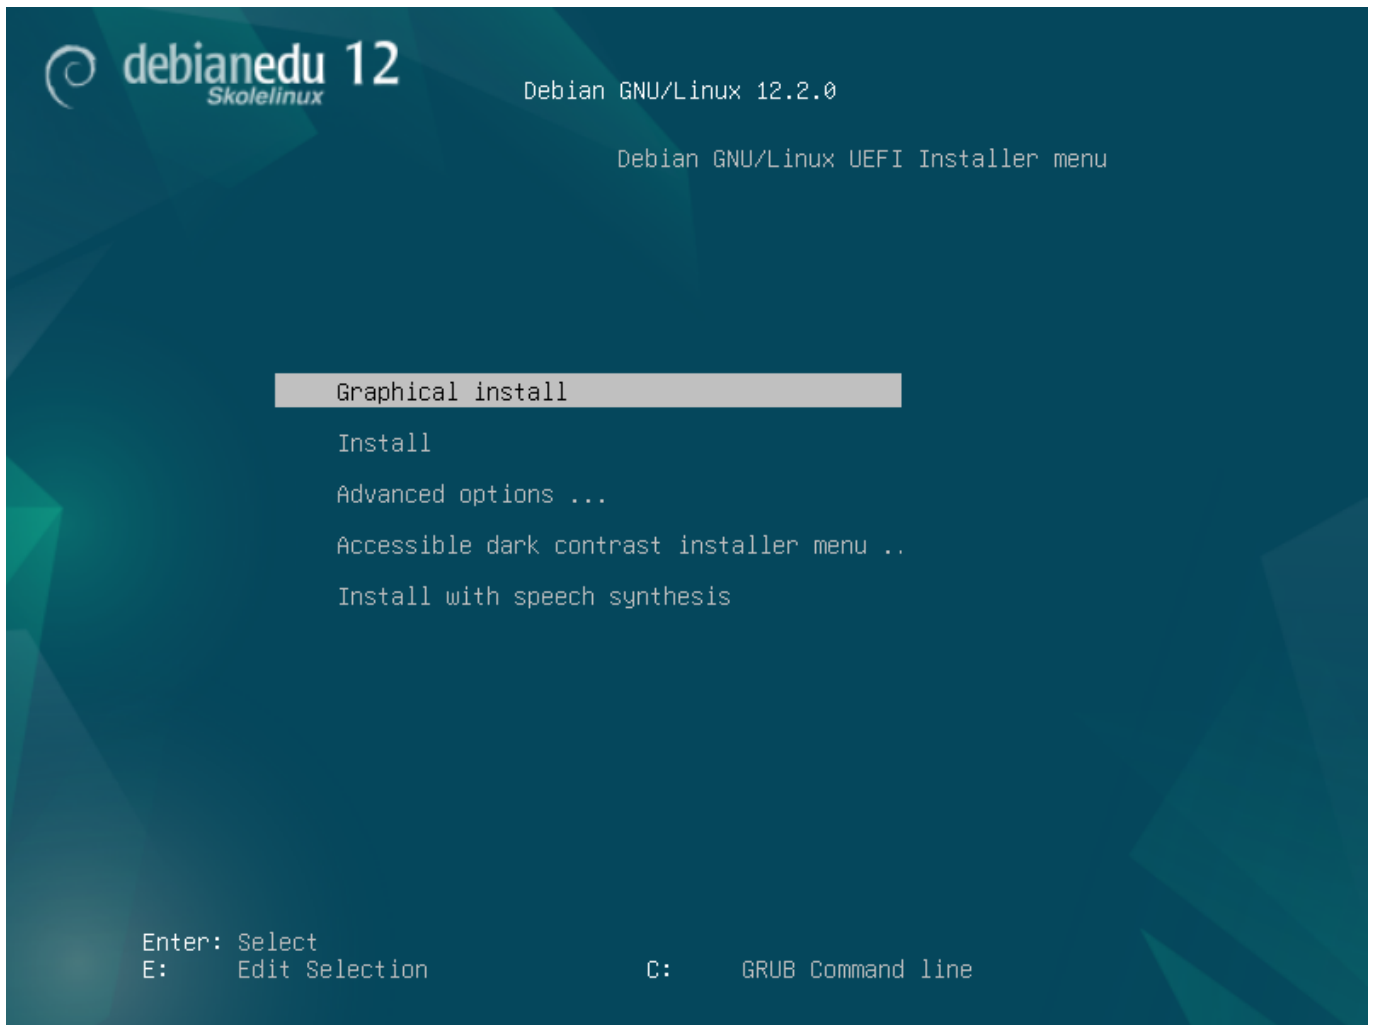 debianedu 12
Skolelinux
Debian GNU/Linux 12.2.0
Debian GNU/Linux UEFI Installer menu
Graphical install
Install
Advanced options ...
Accessible dark contrast installer menu ..
Install with speech synthesis
Enter: Select
E: Edit Selection C: GRUB Command line